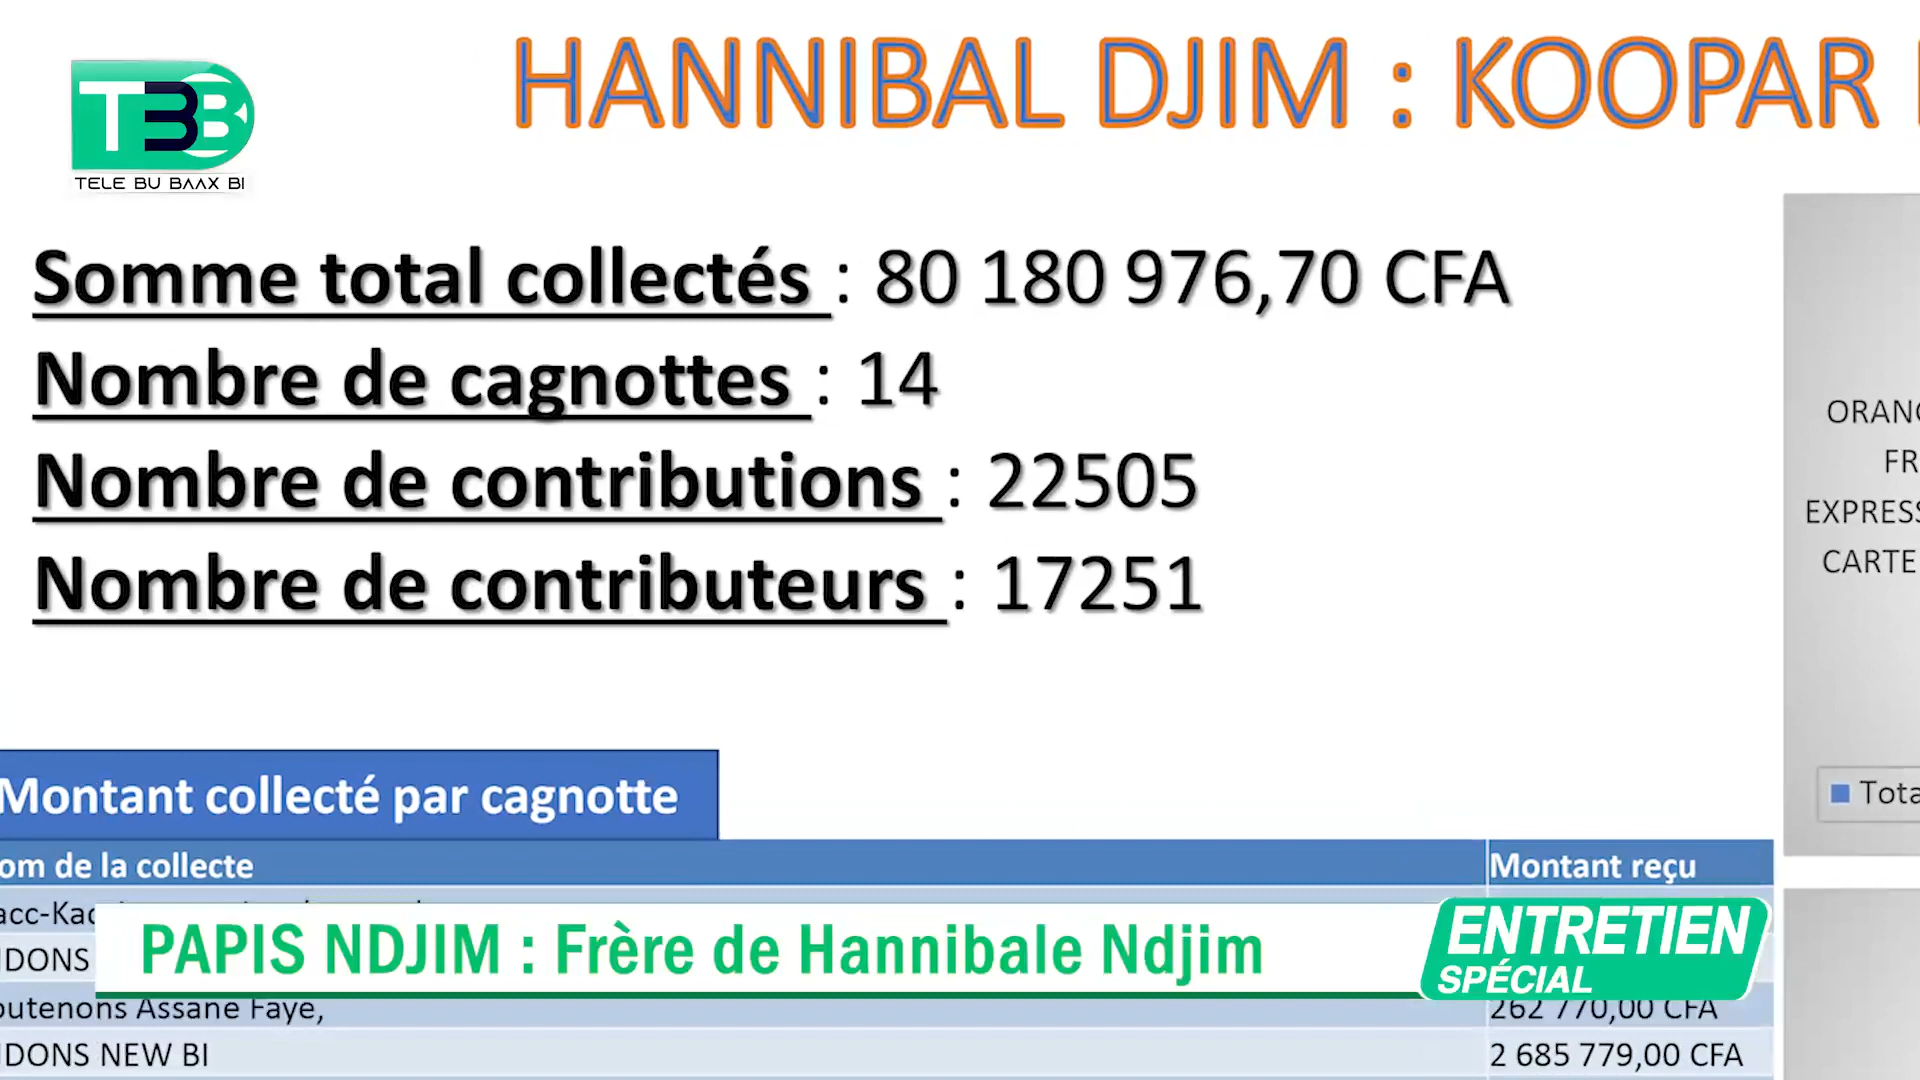 HANNIBAL DJIM : KOOPAR
TBB
TELE BU BAAX BI
Somme total collectés : 80 180 976,70 CFA
Nombre de cagnottes : 14
Nombre de contributions : 22505
Nombre de contributeurs : 17251
ORANG
FR
EXPRESS
CARTE
Tota
Montant collecté par cagnotte
om de la collecte
Montant reçu
PAPIS NDJIM : Frère de Hannibale Ndjim
ENTRETIEN
SPÉCIAL
IDONS
outenons Assane Faye,
262 770,00 CFA
IDONS NEW BI
2 685 779,00 CFA